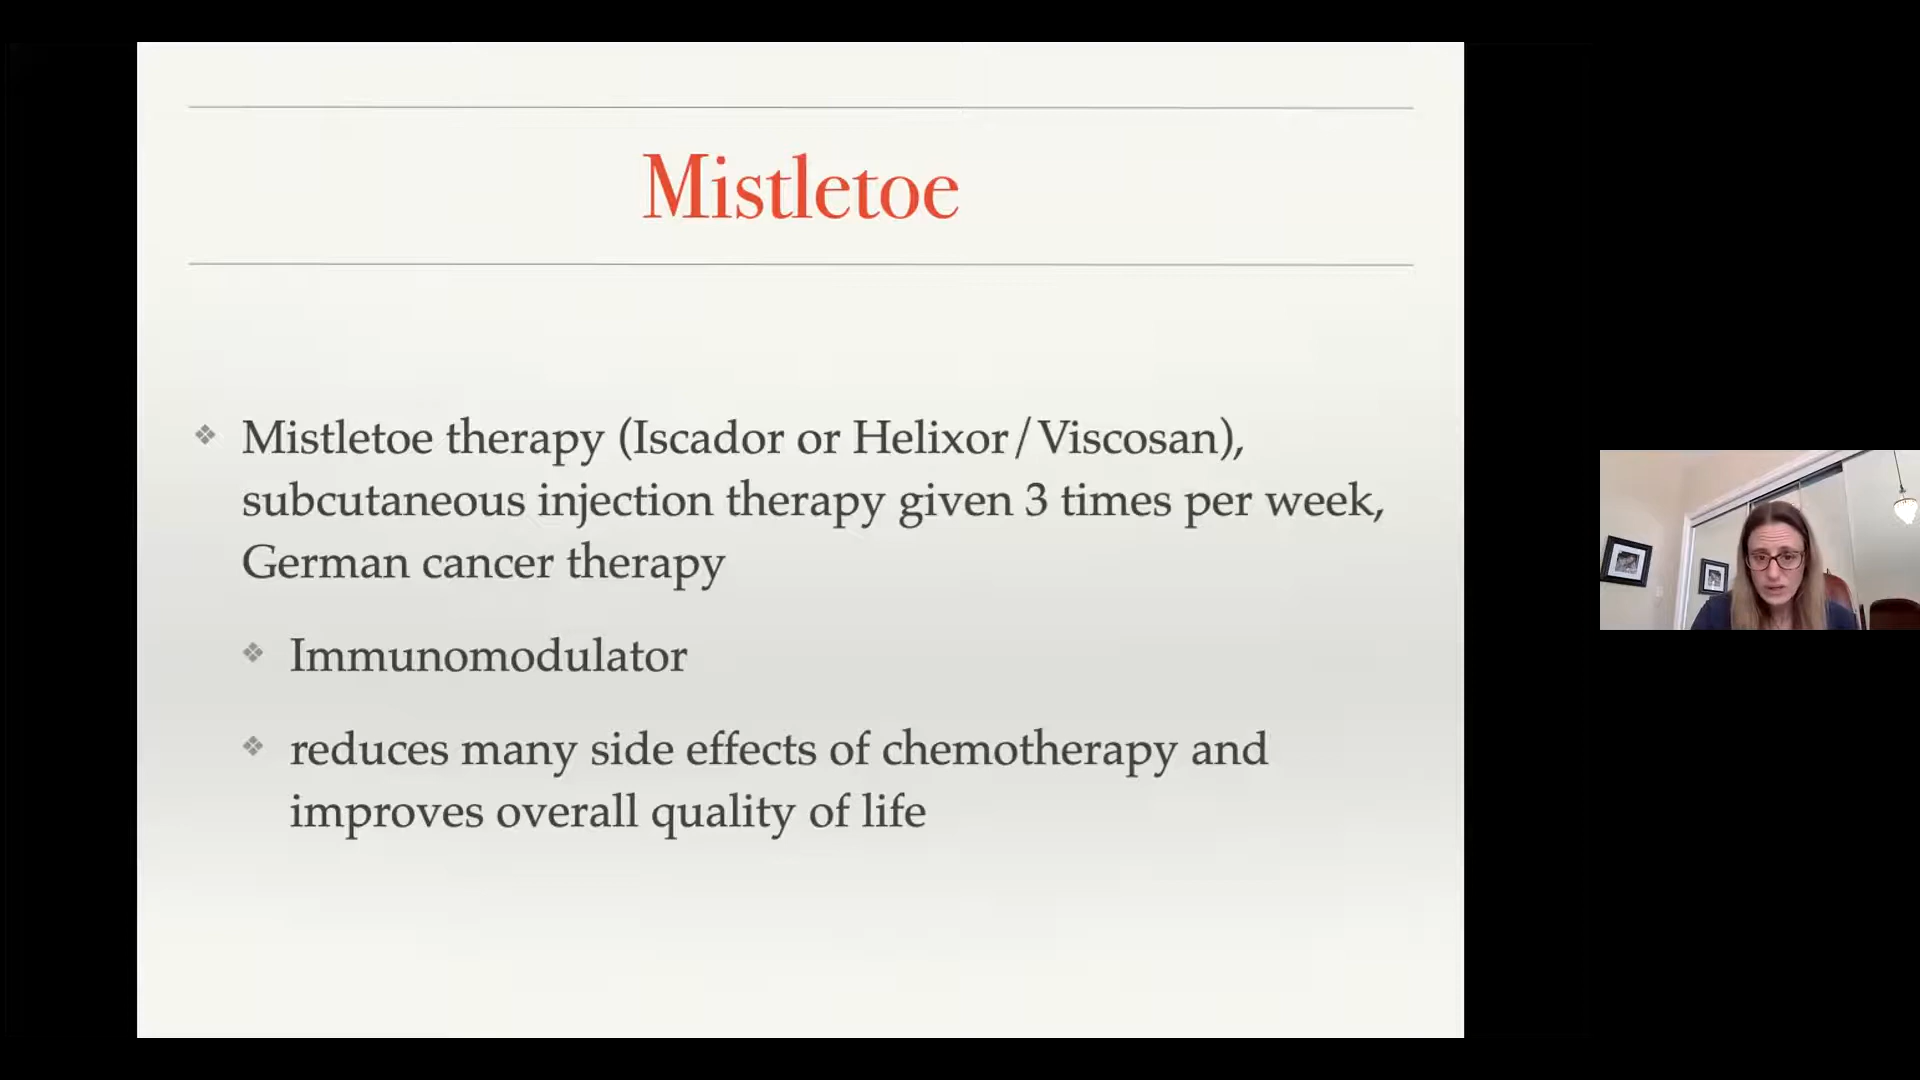 Mistletoe
Mistletoe therapy (Iscador or Helixor/Viscosan),
subcutaneous injection therapy given 3 times per week,
German cancer therapy
Immunomodulator
reduces many side effects of chemotherapy and
improves overall quality of life